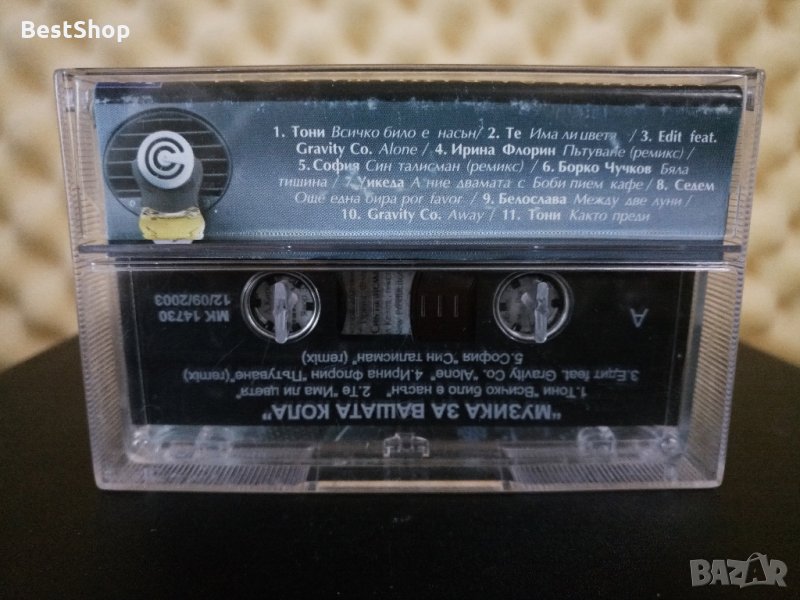 BestShop
1. Тони Всичко било е насън/ 2. Те Има ли цветя / 3. Edit feat.
Gravity Co. Alone / 4. Ирина Флорин Пътуване (ремикс) /
5. София Син талисман (ремикс) / 6. Борко Чучков Бяла
тишина / 7. Уикеда А ние двамата с Боби пием кафе / 8. Седем
Още една бира por favor / 9. Белослава Между две луни /
10. Gravity Co. Away / 11. Тони Както преди
"МУЗИКА ЗА ВАШАТА КОЛА"
1.Тони "Всичко било е насън" 2.Те "Има ли цветя"
3.Едит feat. Gravity Co. "Alone" 4.Ирина Флорин "Пътуване"(remix)
5.София "Син талисман"(remix)
A
МК 14730
12/09/2003
BAZAR